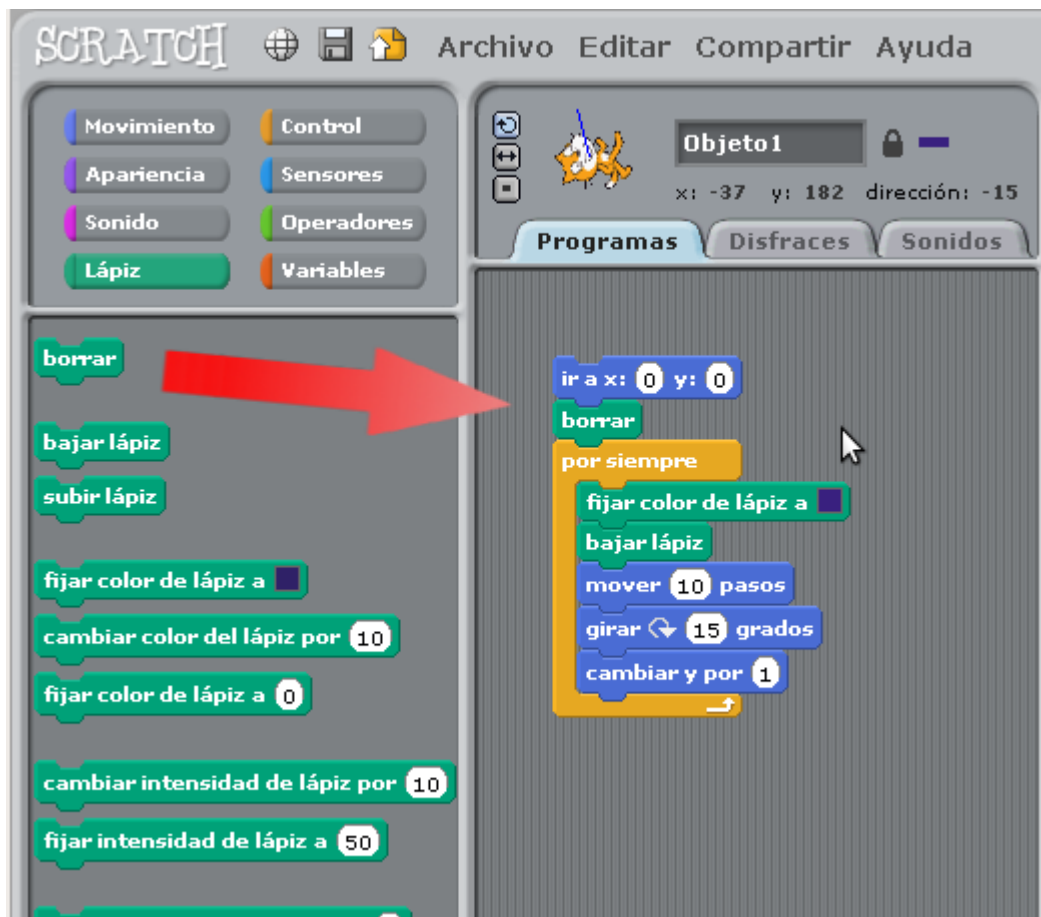 SCRATCH Archivo Editar Compartir Ayuda
Movimiento Control
Apariencia Sensores
Sonido Operadores
Lápiz Variables
Objeto1
x: -37 y: 182 dirección: -15
Programas Disfraces Sonidos
borrar
bajar lápiz
subir lápiz
fijar color de lápiz a
cambiar color del lápiz por 10
fijar color de lápiz a 0
cambiar intensidad de lápiz por 10
fijar intensidad de lápiz a 50
ir a x: 0 y: 0
borrar
por siempre
fijar color de lápiz a
bajar lápiz
mover 10 pasos
girar 15 grados
cambiar y por 1